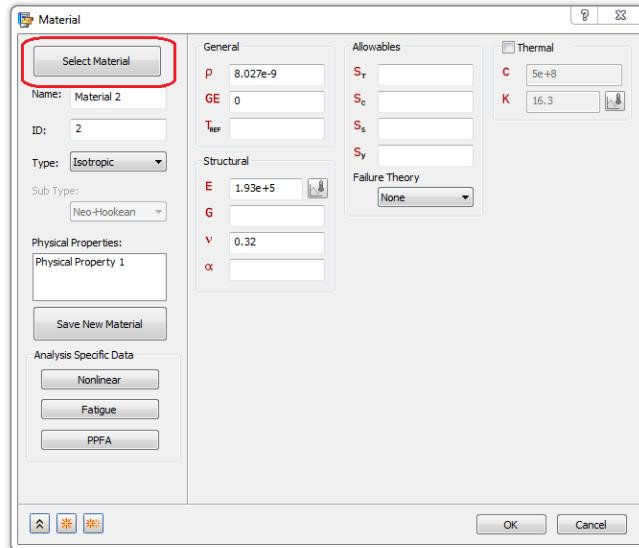 Material
Select Material
Name: Material 2
ID: 2
Type: Isotropic
Sub Type:
Neo-Hookean
Physical Properties:
Physical Property 1
Save New Material
Analysis Specific Data
Nonlinear
Fatigue
PPFA
General
ρ 8.027e-9
GE 0
TREF
Structural
E 1.93e+5
G
ν 0.32
α
Allowables
ST
Sc
Ss
Sy
Failure Theory
None
Thermal
C 5e+8
K 16.3
OK Cancel